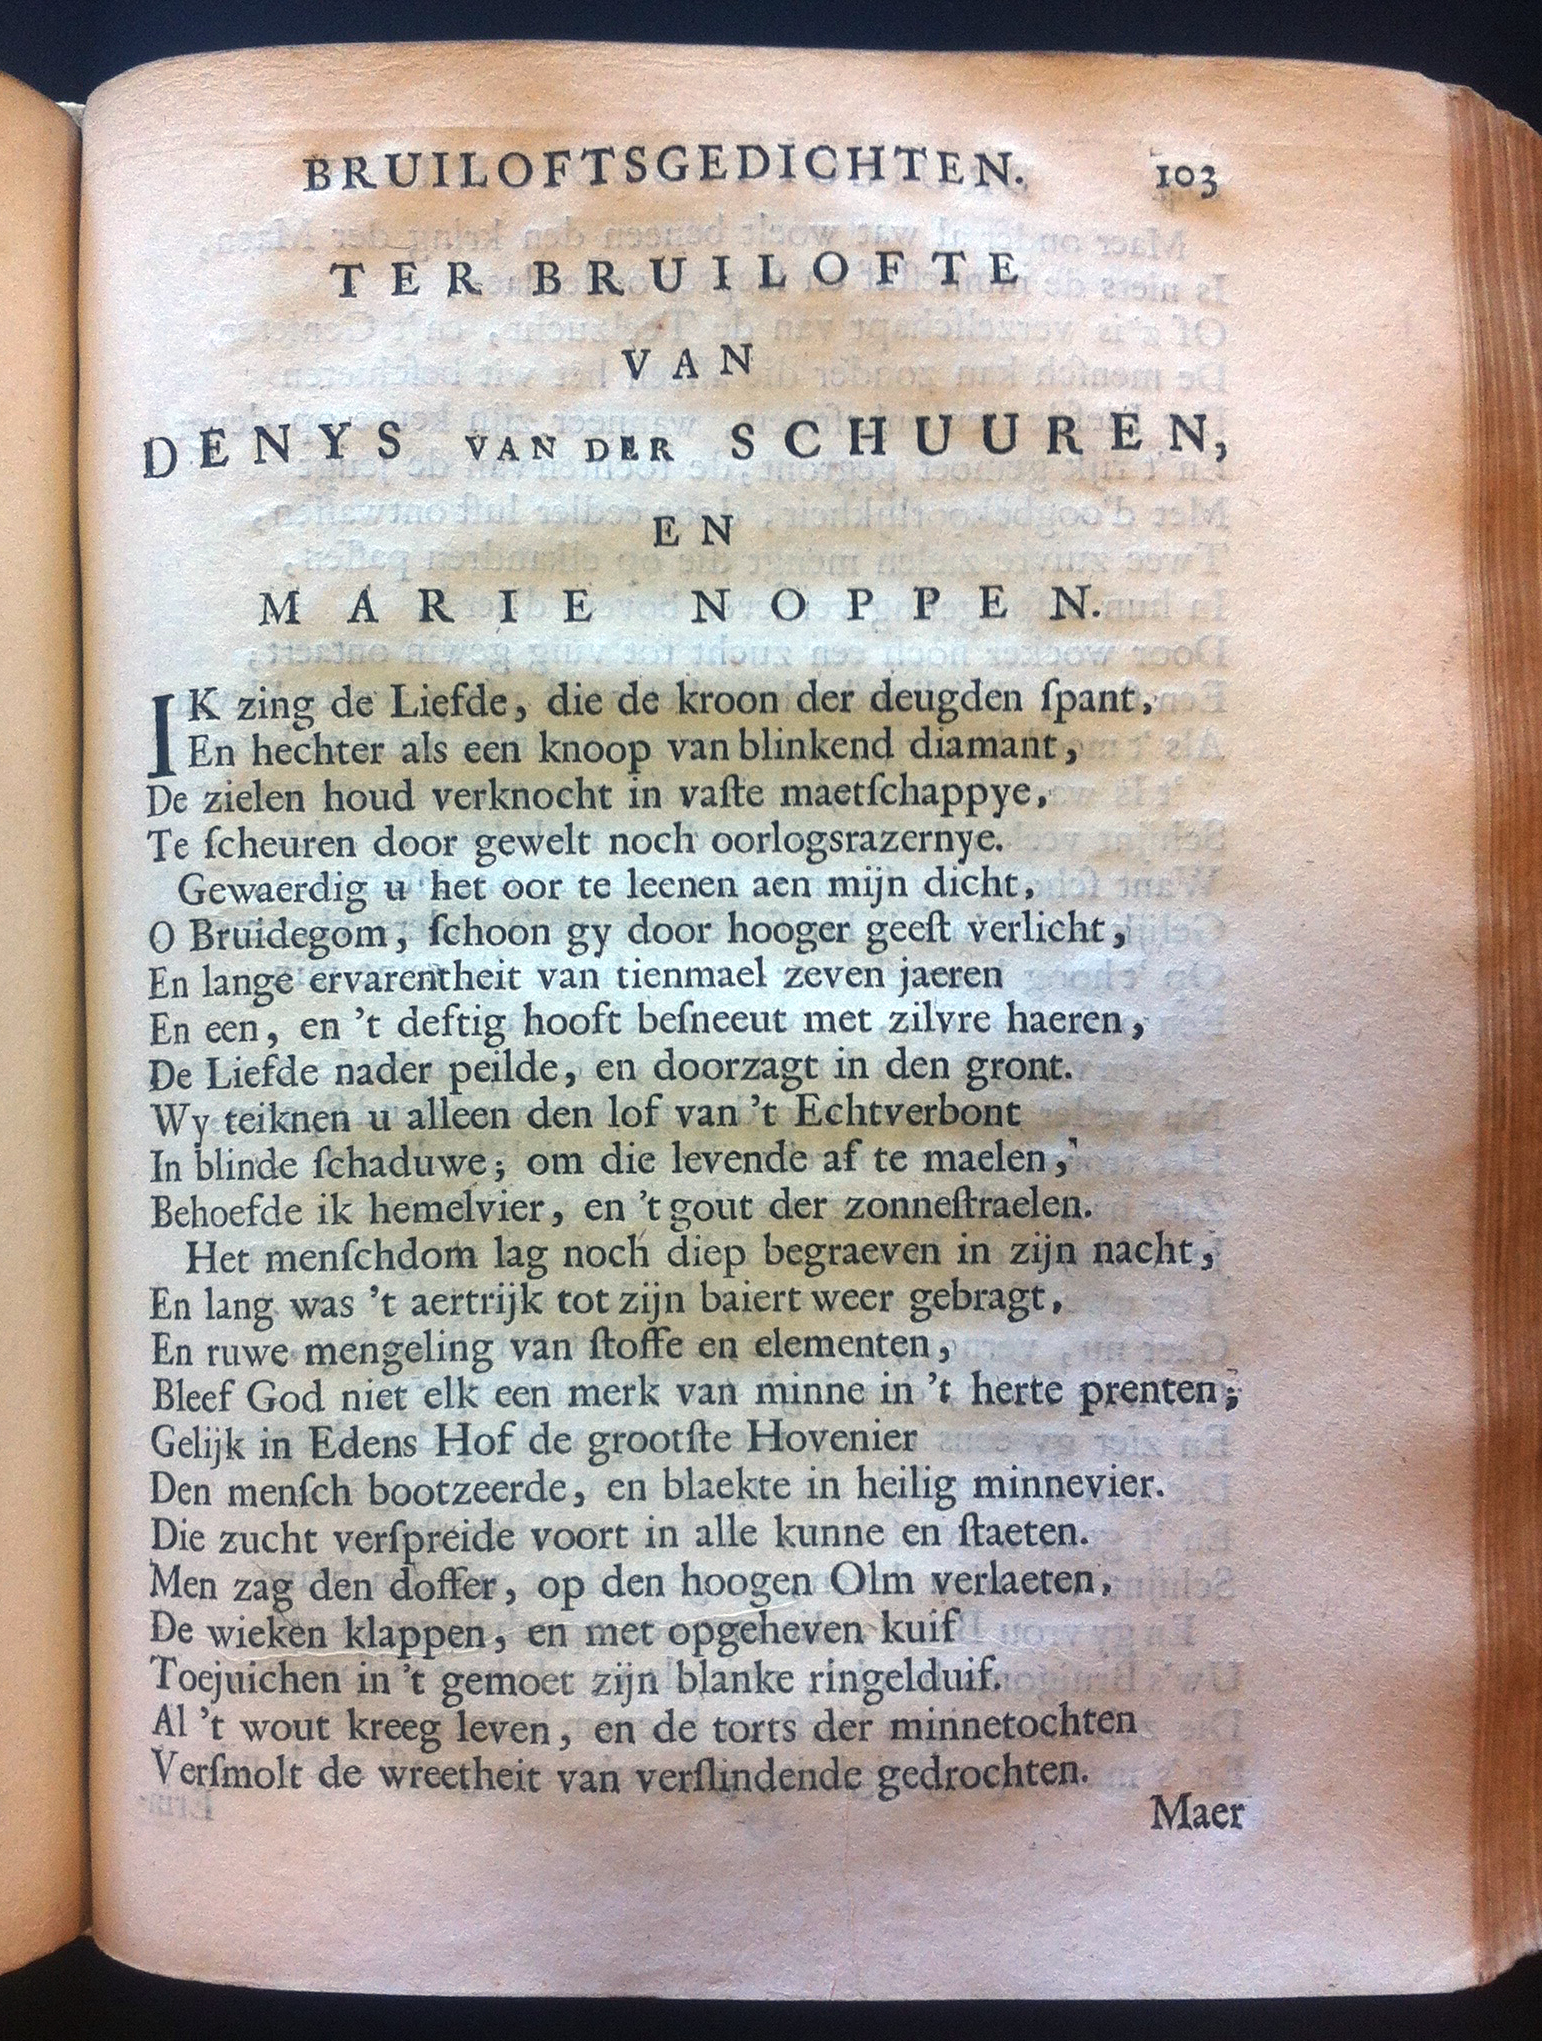 BRUILOFTSGEDICHTEN. 103
TER BRUILOFTE
VAN
DENYS VAN DER SCHUUREN,
EN
MARIE NOPPEN.
IK zing de Liefde, die de kroon der deugden ſpant,
En hechter als een knoop van blinkend diamant,
De zielen houd verknocht in vaſte maetſchappye,
Te ſcheuren door gewelt noch oorlogsrazernye.
Gewaerdig u het oor te leenen aen mijn dicht,
O Bruidegom, ſchoon gy door hooger geeſt verlicht,
En lange ervarentheit van tienmael zeven jaeren
En een, en 't deftig hooft beſneeut met zilvre haeren,
De Liefde nader peilde, en doorzagt in den gront.
Wy teiknen u alleen den lof van 't Echtverbont
In blinde ſchaduwe; om die levende af te maelen,
Behoefde ik hemelvier, en 't gout der zonneſtraelen.
Het menſchdom lag noch diep begraeven in zijn nacht,
En lang was 't aertrijk tot zijn baiert weer gebragt,
En ruwe mengeling van ſtoffe en elementen,
Bleef God niet elk een merk van minne in 't herte prenten;
Gelijk in Edens Hof de grootſte Hovenier
Den menſch bootzeerde, en blaekte in heilig minnevier.
Die zucht verſpreide voort in alle kunne en ſtaeten.
Men zag den doffer, op den hoogen Olm verlaeten,
De wieken klappen, en met opgeheven kuif
Toejuichen in 't gemoet zijn blanke ringelduif.
Al 't wout kreeg leven, en de torts der minnetochten
Verſmolt de wreetheit van verſlindende gedrochten.
Maer